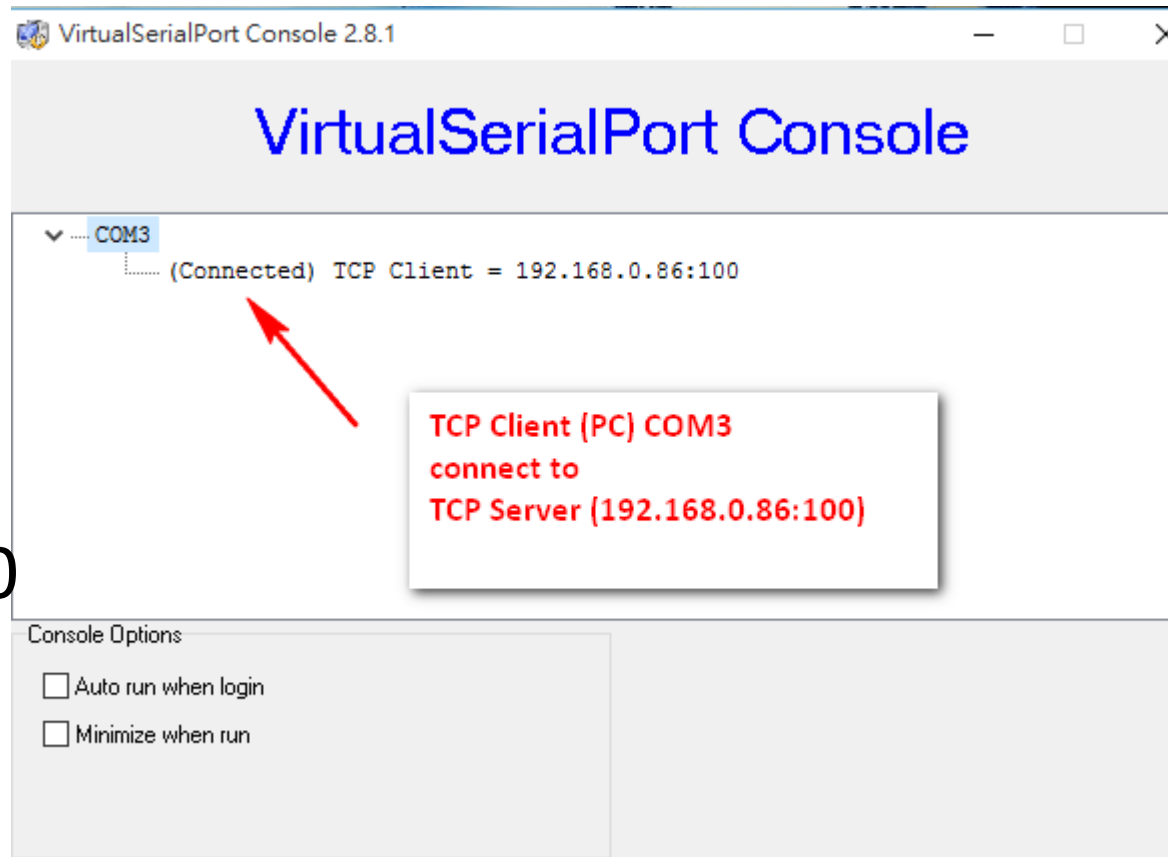 VirtualSerialPort Console 2.8.1
VirtualSerialPort Console
COM3
(Connected) TCP Client = 192.168.0.86:100
TCP Client (PC) COM3
connect to
TCP Server (192.168.0.86:100)
Console Options
Auto run when login
Minimize when run